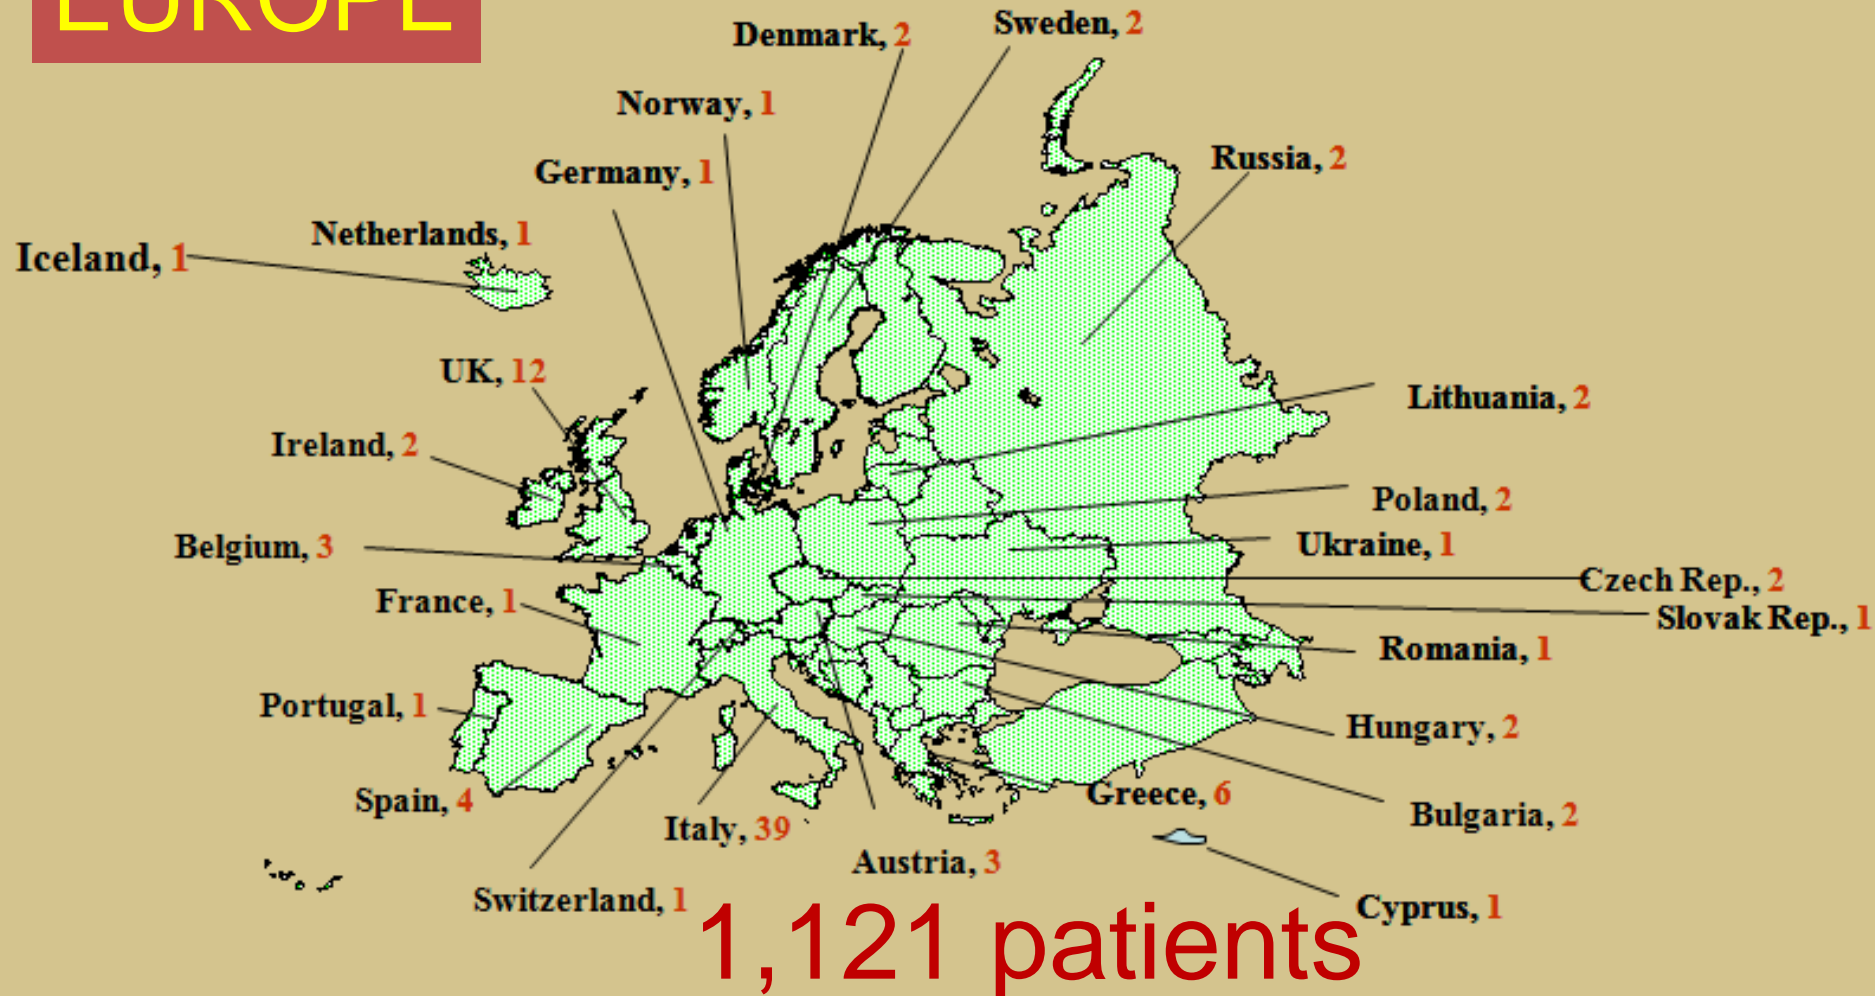 EUROPE
Denmark, 2
Sweden, 2
Norway, 1
Germany, 1
Russia, 2
Netherlands, 1
Iceland, 1
UK, 12
Lithuania, 2
Ireland, 2
Poland, 2
Belgium, 3
Ukraine, 1
Czech Rep., 2
France, 1
Slovak Rep., 1
Romania, 1
Portugal, 1
Hungary, 2
Spain, 4
Greece, 6
Italy, 39
Bulgaria, 2
Austria, 3
Switzerland, 1
Cyprus, 1
1,121 patients